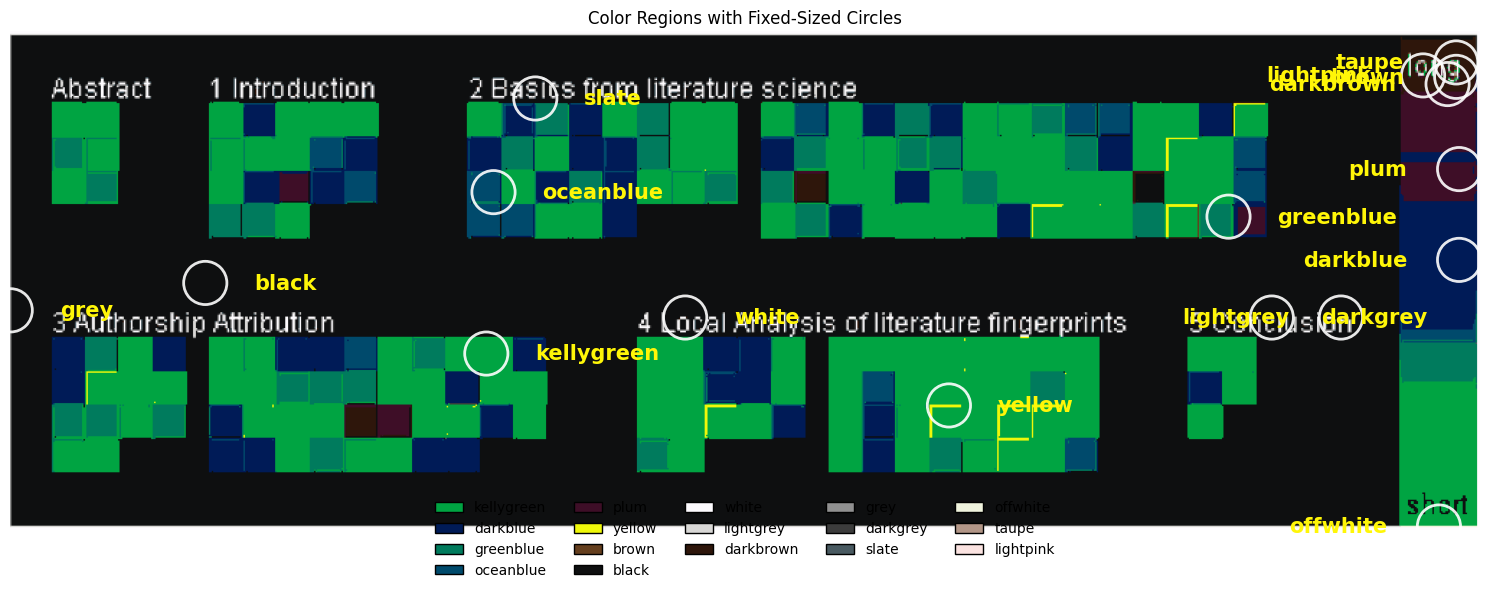 Color Regions with Fixed-Sized Circles
taupe
long
lightpink
brown
darkbrown
Abstract
1 Introduction
2 Basics from literature science
slate
plum
oceanblue
greenblue
darkblue
black
grey
white
lightgrey
darkgrey
3 Authorship Attribution
4 Local Analysis of literature fingerprints
5 Conclusion
kellygreen
yellow
short
offwhite
kellygreen
plum
white
grey
offwhite
darkblue
yellow
lightgrey
darkgrey
taupe
greenblue
brown
darkbrown
slate
lightpink
oceanblue
black